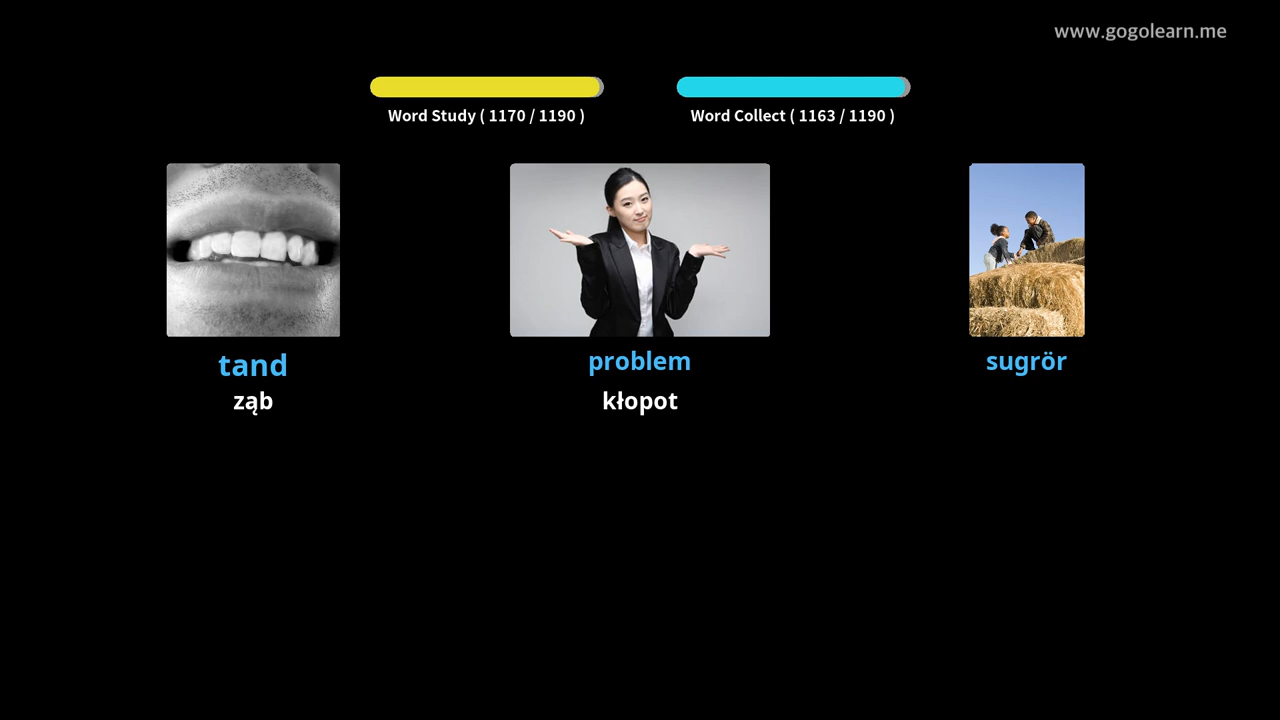 www.gogolearn.me
Word Study ( 1170 / 1190 )
Word Collect ( 1163 / 1190 )
tand
ząb
problem
kłopot
sugrör